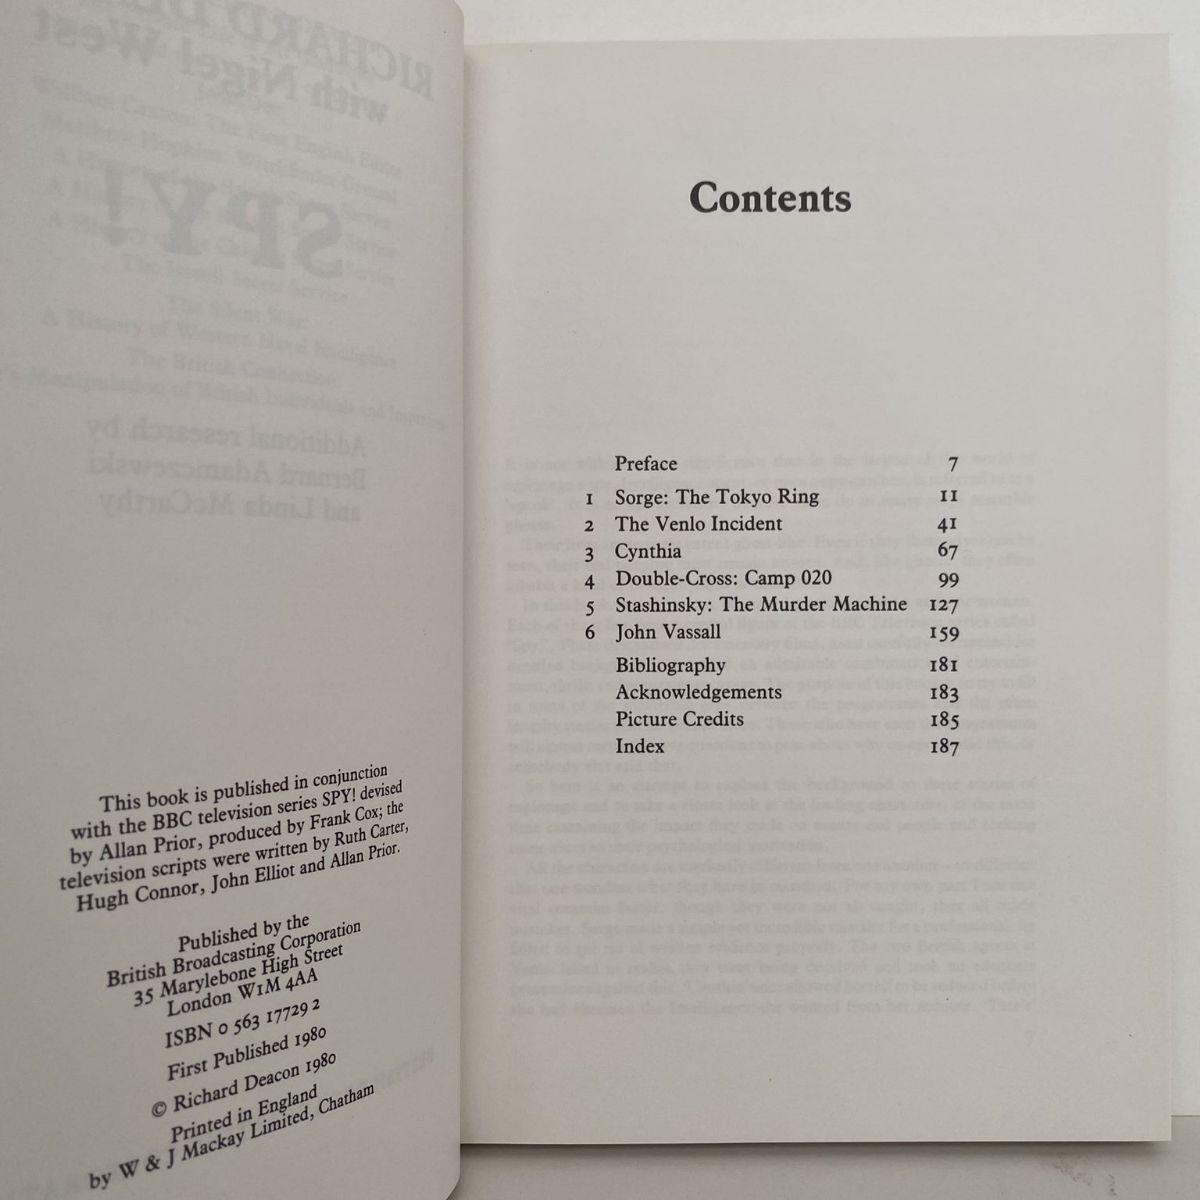 This book is published in conjunction
with the BBC television series SPY! devised
by Allan Prior, produced by Frank Cox; the
television scripts were written by Ruth Carter,
Hugh Connor, John Elliot and Allan Prior.
Published by the
British Broadcasting Corporation
35 Marylebone High Street
London W1M 4AA
ISBN 0 563 17729 2
First Published 1980
© Richard Deacon 1980
Printed in England
by W & J Mackay Limited, Chatham
Contents
Preface 7
1 Sorge: The Tokyo Ring 11
2 The Venlo Incident 41
3 Cynthia 67
4 Double-Cross: Camp 020 99
5 Stashinsky: The Murder Machine 127
6 John Vassall 159
Bibliography 181
Acknowledgements 183
Picture Credits 185
Index 187